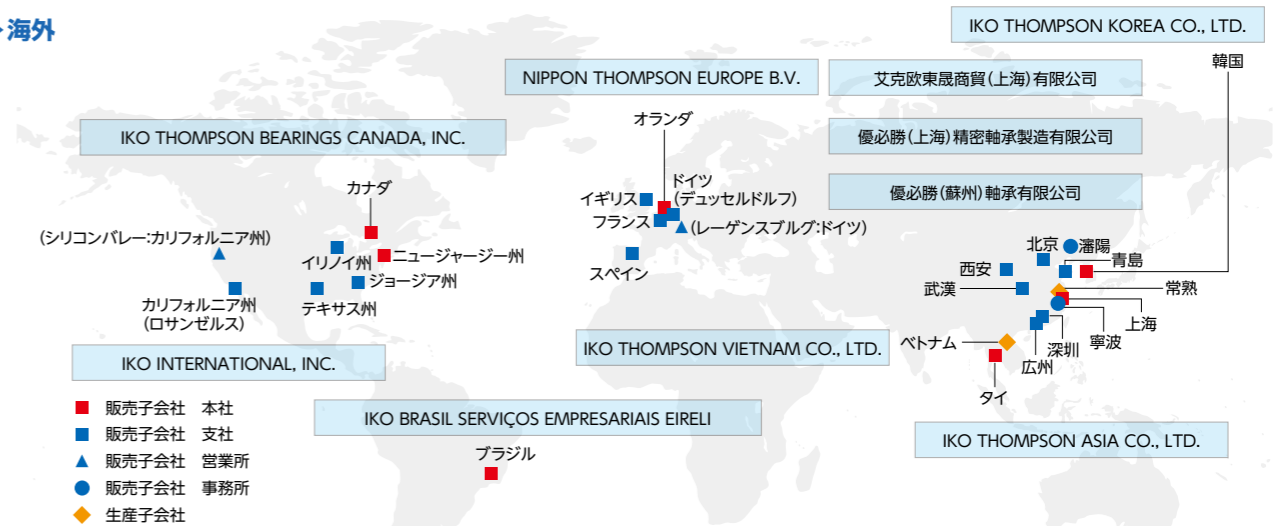 海外
IKO THOMPSON KOREA CO., LTD.
韓国
NIPPON THOMPSON EUROPE B.V.
艾克欧東晟商貿(上海)有限公司
オランダ
IKO THOMPSON BEARINGS CANADA, INC.
優必勝(上海)精密軸承製造有限公司
カナダ
ドイツ
(デュッセルドルフ)
優必勝(蘇州)軸承有限公司
イギリス
フランス
(レーゲンスブルグ:ドイツ)
スペイン
(シリコンバレー:カリフォルニア州)
イリノイ州
ニュージャージー州
ジョージア州
テキサス州
カリフォルニア州
(ロサンゼルス)
北京
瀋陽
青島
西安
武漢
常熟
上海
寧波
深圳
広州
ベトナム
タイ
IKO THOMPSON VIETNAM CO., LTD.
IKO INTERNATIONAL, INC.
IKO BRASIL SERVIÇOS EMPRESARIAIS EIRELI
ブラジル
IKO THOMPSON ASIA CO., LTD.
販売子会社 本社
販売子会社 支社
販売子会社 営業所
販売子会社 事務所
生産子会社